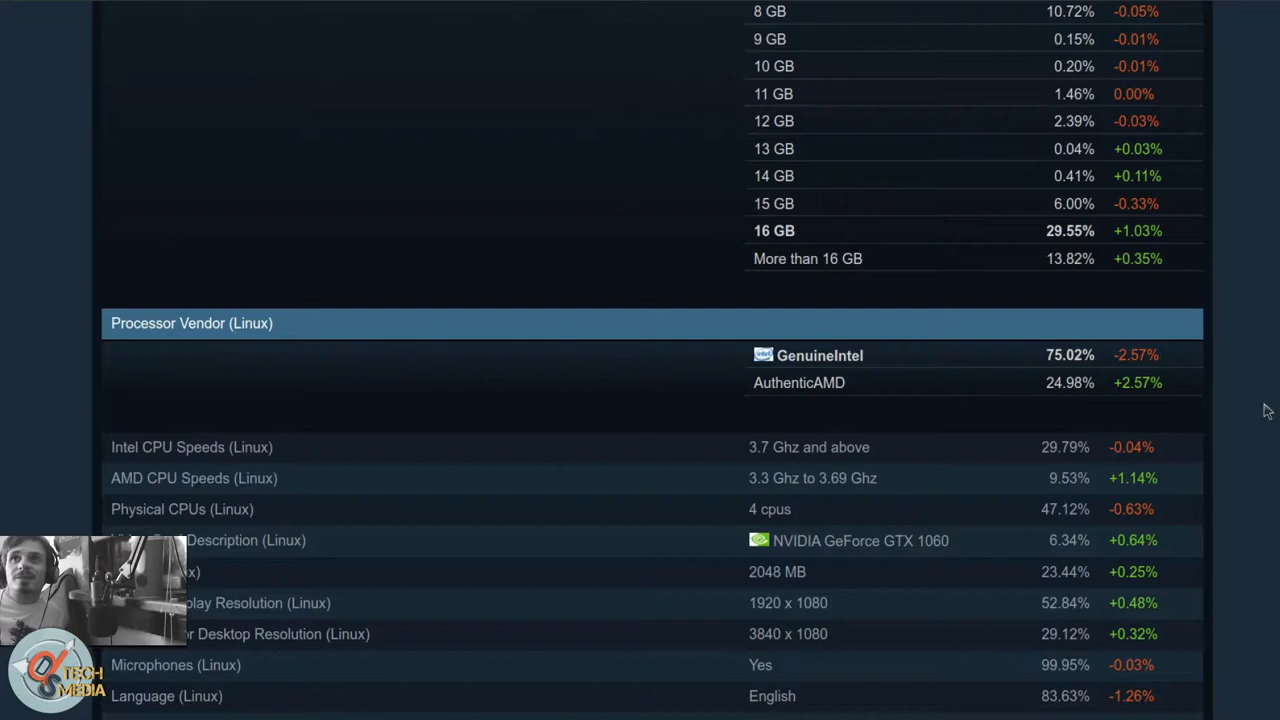 8 GB 10.72% -0.05%
9 GB 0.15% -0.01%
10 GB 0.20% -0.01%
11 GB 1.46% 0.00%
12 GB 2.39% -0.03%
13 GB 0.04% +0.03%
14 GB 0.41% +0.11%
15 GB 6.00% -0.33%
16 GB 29.55% +1.03%
More than 16 GB 13.82% +0.35%
Processor Vendor (Linux)
intel GenuineIntel 75.02% -2.57%
AuthenticAMD 24.98% +2.57%
Intel CPU Speeds (Linux) 3.7 Ghz and above 29.79% -0.04%
AMD CPU Speeds (Linux) 3.3 Ghz to 3.69 Ghz 9.53% +1.14%
Physical CPUs (Linux) 4 cpus 47.12% -0.63%
Description (Linux) NVIDIA GeForce GTX 1060 6.34% +0.64%
x) 2048 MB 23.44% +0.25%
play Resolution (Linux) 1920 x 1080 52.84% +0.48%
or Desktop Resolution (Linux) 3840 x 1080 29.12% +0.32%
Microphones (Linux) Yes 99.95% -0.03%
Language (Linux) English 83.63% -1.26%
TECH
MEDIA